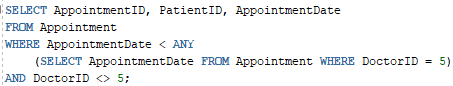 SELECT AppointmentID, PatientID, AppointmentDate
FROM Appointment
WHERE AppointmentDate < ANY
(SELECT AppointmentDate FROM Appointment WHERE DoctorID = 5)
AND DoctorID <> 5;